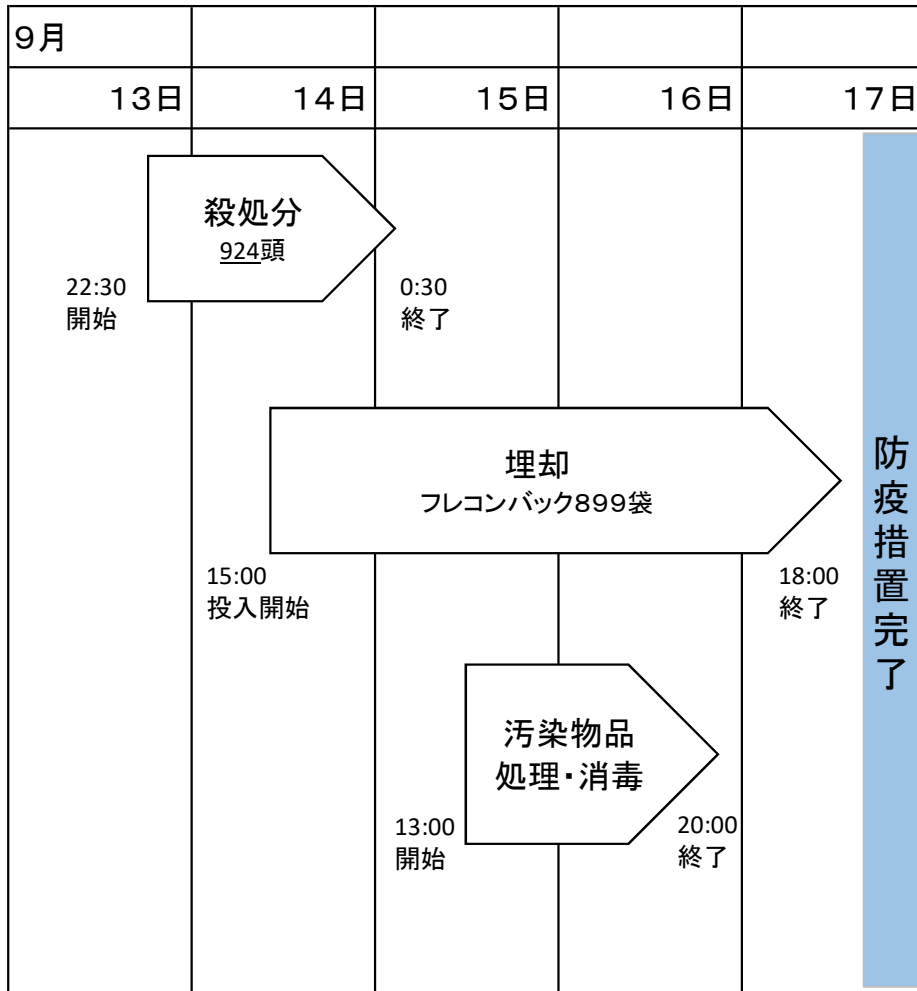 9月
13日 14日 15日 16日 17日
殺処分
924頭
22:30
開始
0:30
終了
埋却
フレコンバック899袋
15:00
投入開始
18:00
終了
汚染物品
処理・消毒
13:00
開始
20:00
終了
防疫措置完了